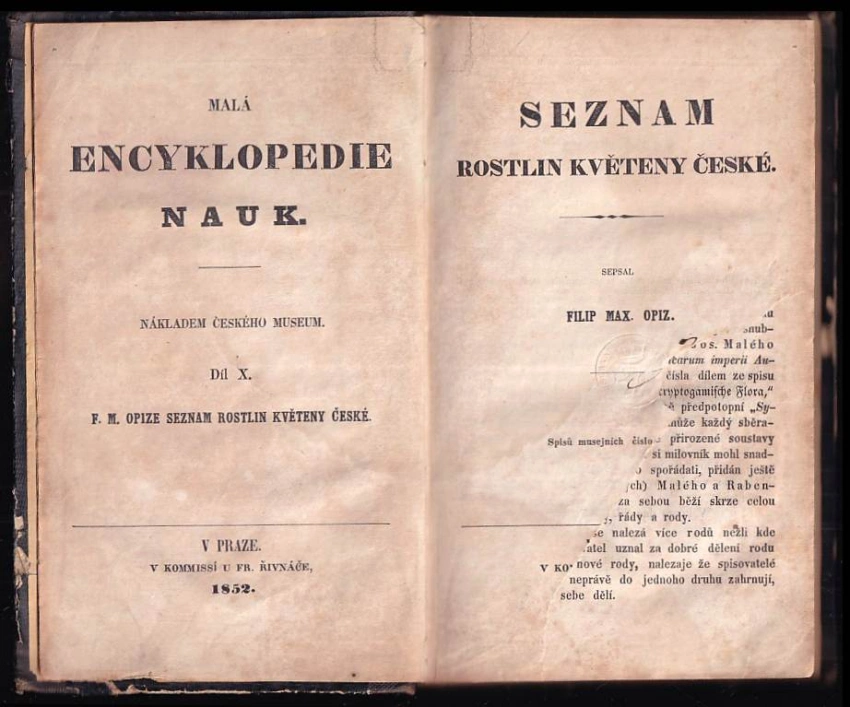 MALÁ
ENCYKLOPEDIE
NAUK.
NÁKLADEM ČESKÉHO MUSEUM.
Díl X.
F. M. OPIZE SEZNAM ROSTLIN KVĚTENY ČESKÉ.
V PRAZE.
V KOMMISSÍ U FR. ŘIVNÁČE,
1852.
SEZNAM
ROSTLIN KVĚTENY ČESKÉ.
SEPSAL
FILIP MAX. OPIZ.
Malého
imperii Au-
dílem ze spisu
Flora,“
předpotopní „Sy-
každý sběra-
Spisů musejních číslo
přirozené soustavy
si milovník mohl snad-
spořádati, přidán ještě
Malého a Raben-
za sebou běží skrze celou
řády a rody.
se nalezá více rodů nežli kde
uznal za dobré dělení rodu
V
nové rody, nalezaje že spisovatelé
neprávě do jednoho druhu zahrnují,
sebe dělí.